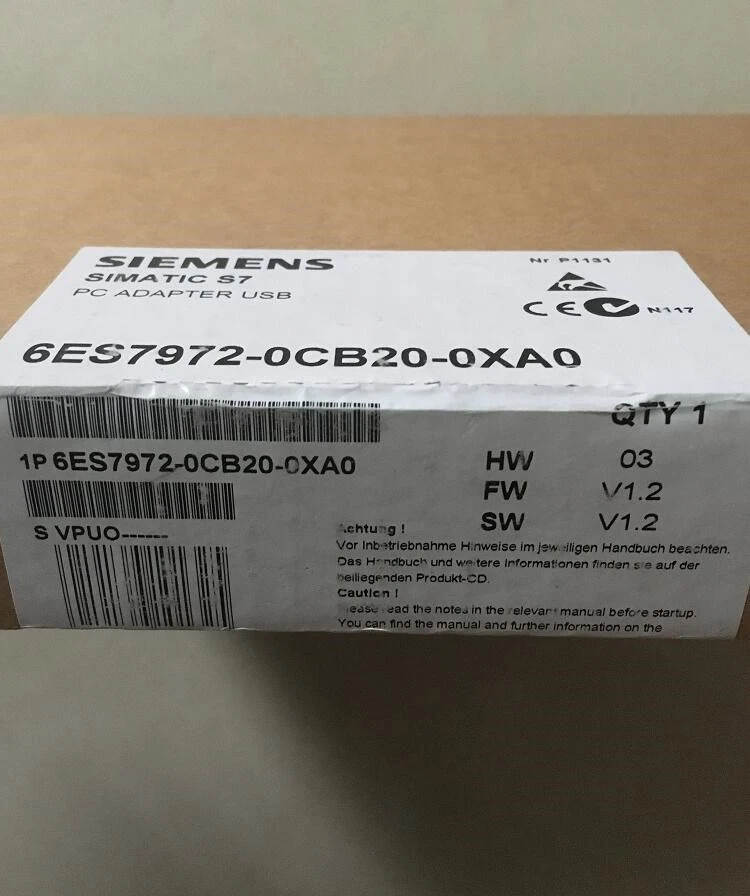 SIEMENS
SIMATIC S7
PC ADAPTER USB
Nr P1131
CE N117
6ES7972-0CB20-0XA0
QTY 1
1P 6ES7972-0CB20-0XA0
HW 03
FW V1.2
SW V1.2
S VPUO------
Achtung !
Vor Inbetriebnahme Hinweise im jeweiligen Handbuch beachten.
Das Handbuch und weitere Informationen finden sie auf der
beiliegenden Produkt-CD.
Caution !
Please read the notes in the relevant manual before startup.
You can find the manual and further information on the